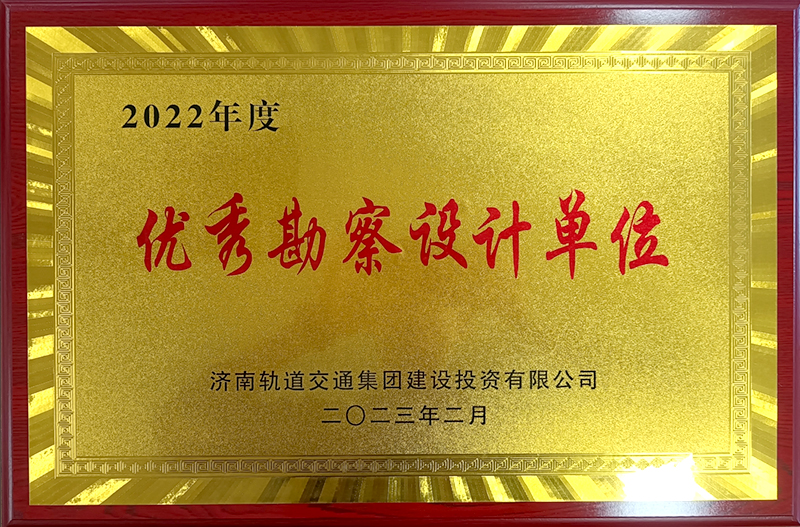 2022年度
优秀勘察设计单位
济南轨道交通集团建设投资有限公司
二〇二三年二月